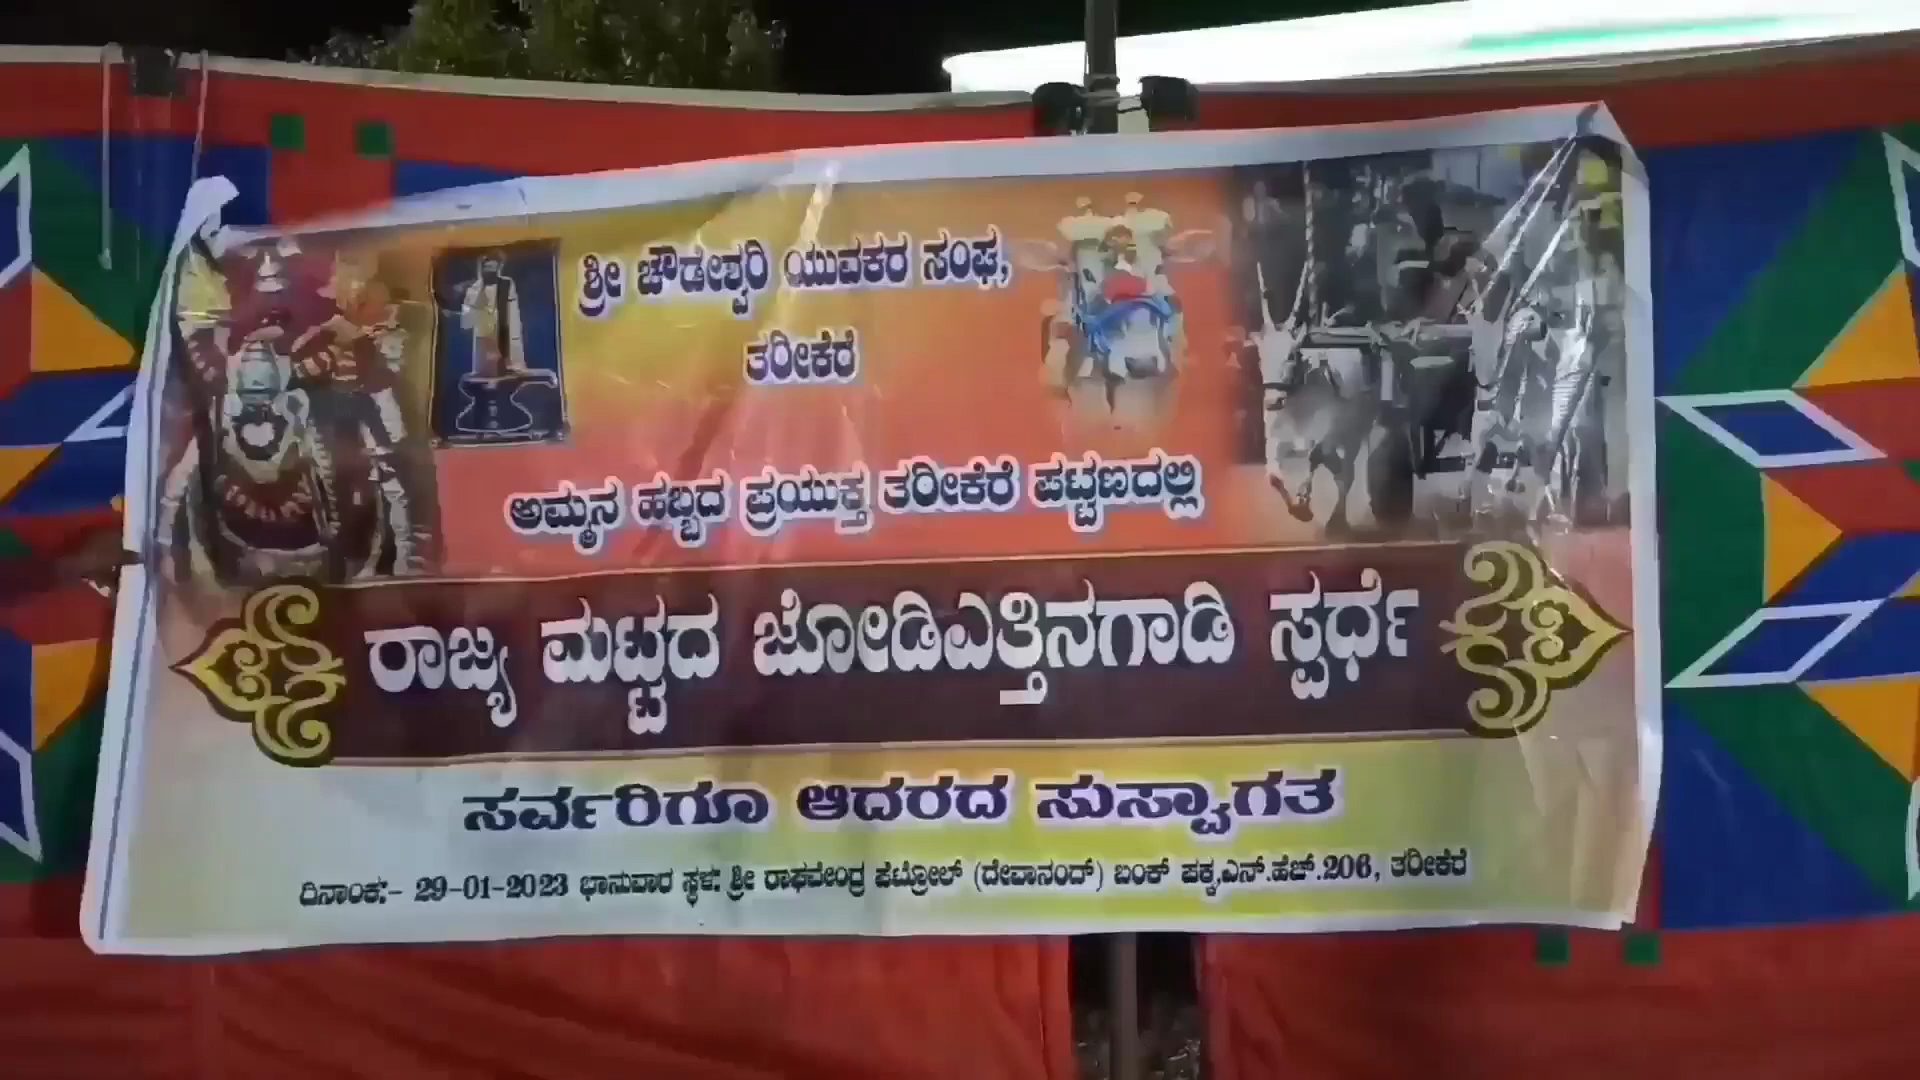 ಶ್ರೀ ಚೌಡೇಶ್ವರಿ ಯುವಕರ ಸಂಘ,
ತರೀಕೆರೆ
ಅಮ್ಮನ ಹಬ್ಬದ ಪ್ರಯುಕ್ತ ತರೀಕೆರೆ ಪಟ್ಟಣದಲ್ಲಿ
ರಾಜ್ಯ ಮಟ್ಟದ ಜೋಡಿಎತ್ತಿನಗಾಡಿ ಸ್ಪರ್ಧೆ
ಸರ್ವರಿಗೂ ಆದರದ ಸುಸ್ವಾಗತ
ದಿನಾಂಕ:- 29-01-2023 ಭಾನುವಾರ ಸ್ಥಳ: ಶ್ರೀ ರಾಘವೇಂದ್ರ ಪೆಟ್ರೋಲ್ (ದೇವಾನಂದ್) ಬಂಕ್ ಪಕ್ಕ,ಎನ್.ಹೆಚ್.206, ತರೀಕೆರೆ